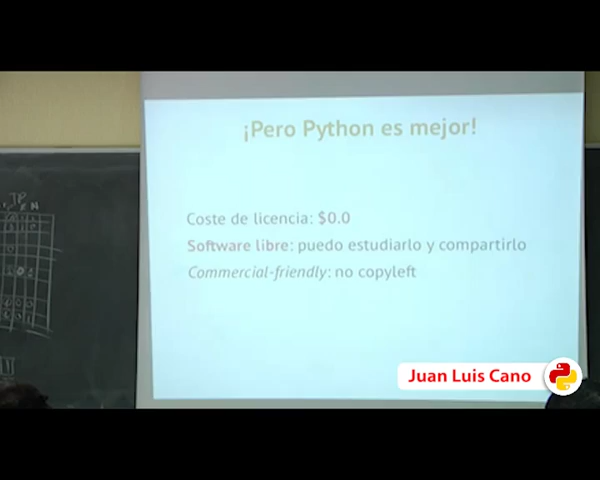 ¡Pero Python es mejor!
Coste de licencia: $0.0
Software libre: puedo estudiarlo y compartirlo
Commercial-friendly: no copyleft
Juan Luis Cano